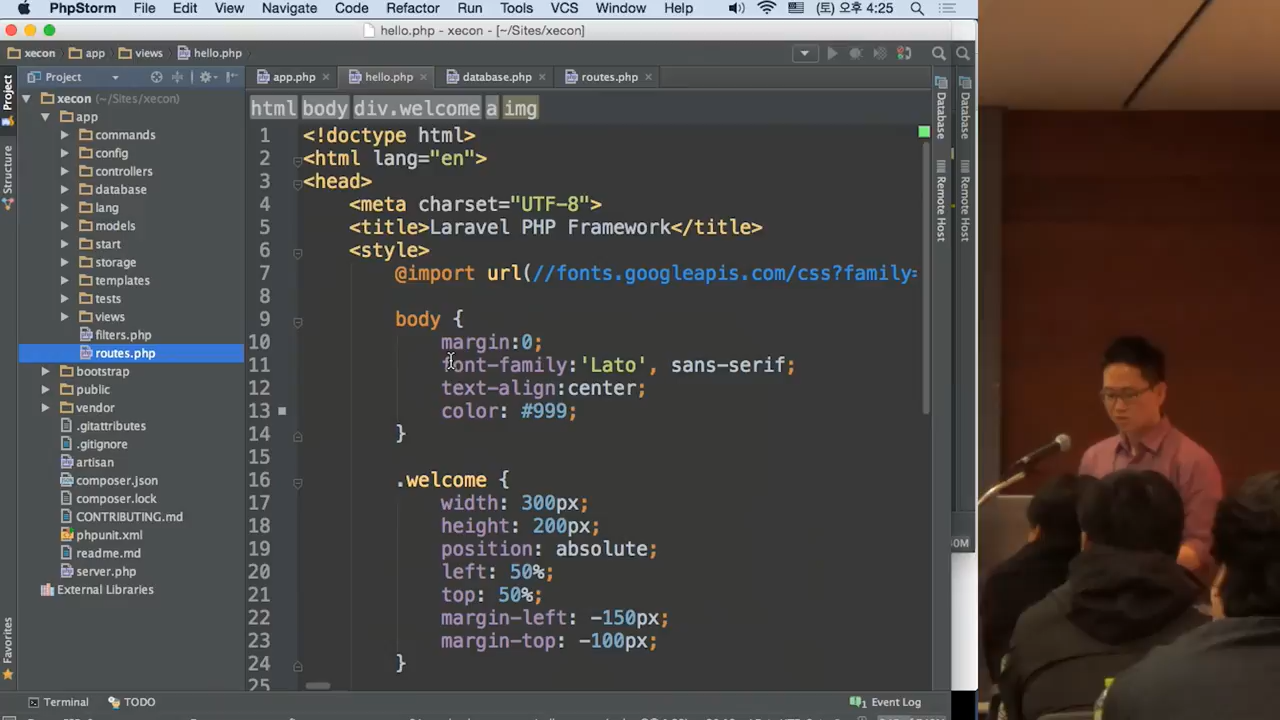 PhpStorm File Edit View Navigate Code Refactor Run Tools VCS Window Help (토) 오후 4:25
hello.php - xecon - [~/Sites/xecon]
xecon app views hello.php
Project app.php hello.php database.php routes.php
xecon (~/Sites/xecon)
app
commands
config
controllers
database
lang
models
start
storage
templates
tests
views
filters.php
routes.php
bootstrap
public
vendor
.gitattributes
.gitignore
artisan
composer.json
composer.lock
CONTRIBUTING.md
phpunit.xml
readme.md
server.php
External Libraries
Project
Structure
Favorites
html body div.welcome a img
1 <!doctype html>
2 <html lang="en">
3 <head>
4 <meta charset="UTF-8">
5 <title>Laravel PHP Framework</title>
6 <style>
7 @import url(//fonts.googleapis.com/css?family=
8
9 body {
10 margin:0;
11 font-family:'Lato', sans-serif;
12 text-align:center;
13 color: #999;
14 }
15
16 .welcome {
17 width: 300px;
18 height: 200px;
19 position: absolute;
20 left: 50%;
21 top: 50%;
22 margin-left: -150px;
23 margin-top: -100px;
24 }
25
Database
Remote Host
Database
Remote Host
Terminal TODO Event Log